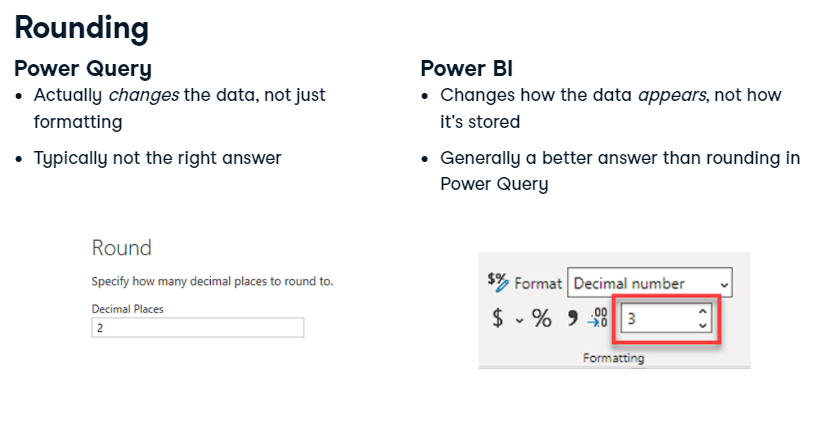 Rounding
Power Query
• Actually changes the data, not just
formatting
• Typically not the right answer
Power BI
• Changes how the data appears, not how
it's stored
• Generally a better answer than rounding in
Power Query
Round
Specify how many decimal places to round to.
Decimal Places
2
$% Format Decimal number
$ % , .00 →.0 3
Formatting